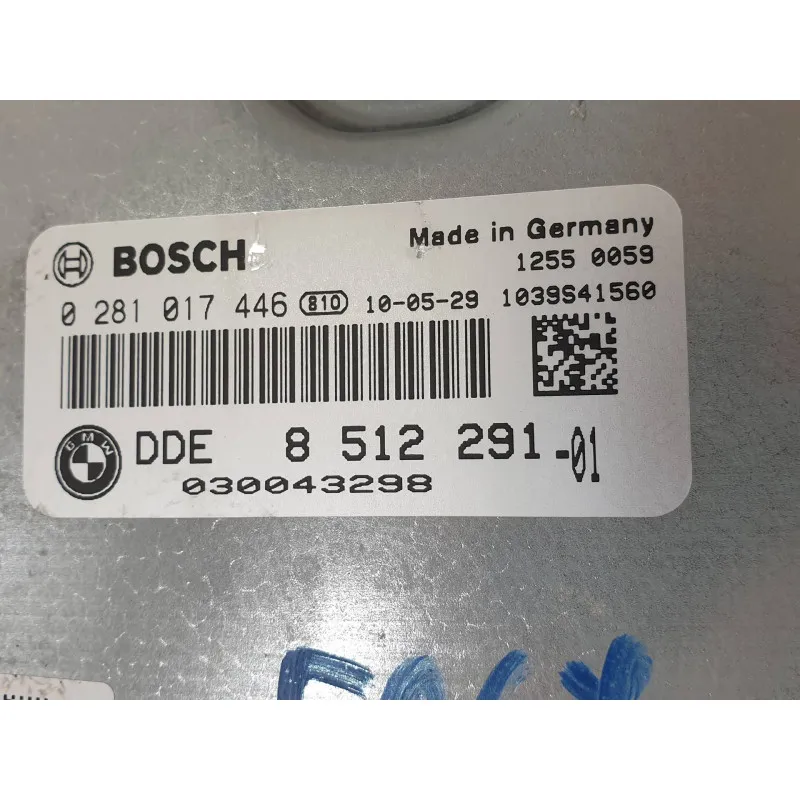 BOSCH Made in Germany
1255 0059
0 281 017 446 810 10-05-29 1039S41560
BMW DDE 8 512 291-01
030043298